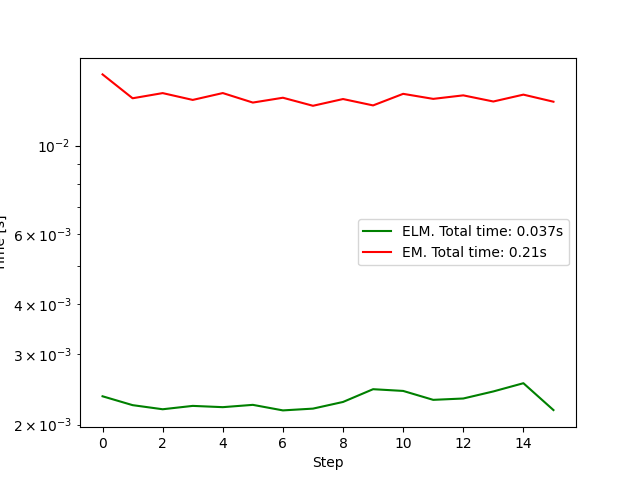 10⁻²
6 × 10⁻³
4 × 10⁻³
3 × 10⁻³
2 × 10⁻³
[s]
ELM. Total time: 0.037s
EM. Total time: 0.21s
0 2 4 6 8 10 12 14
Step